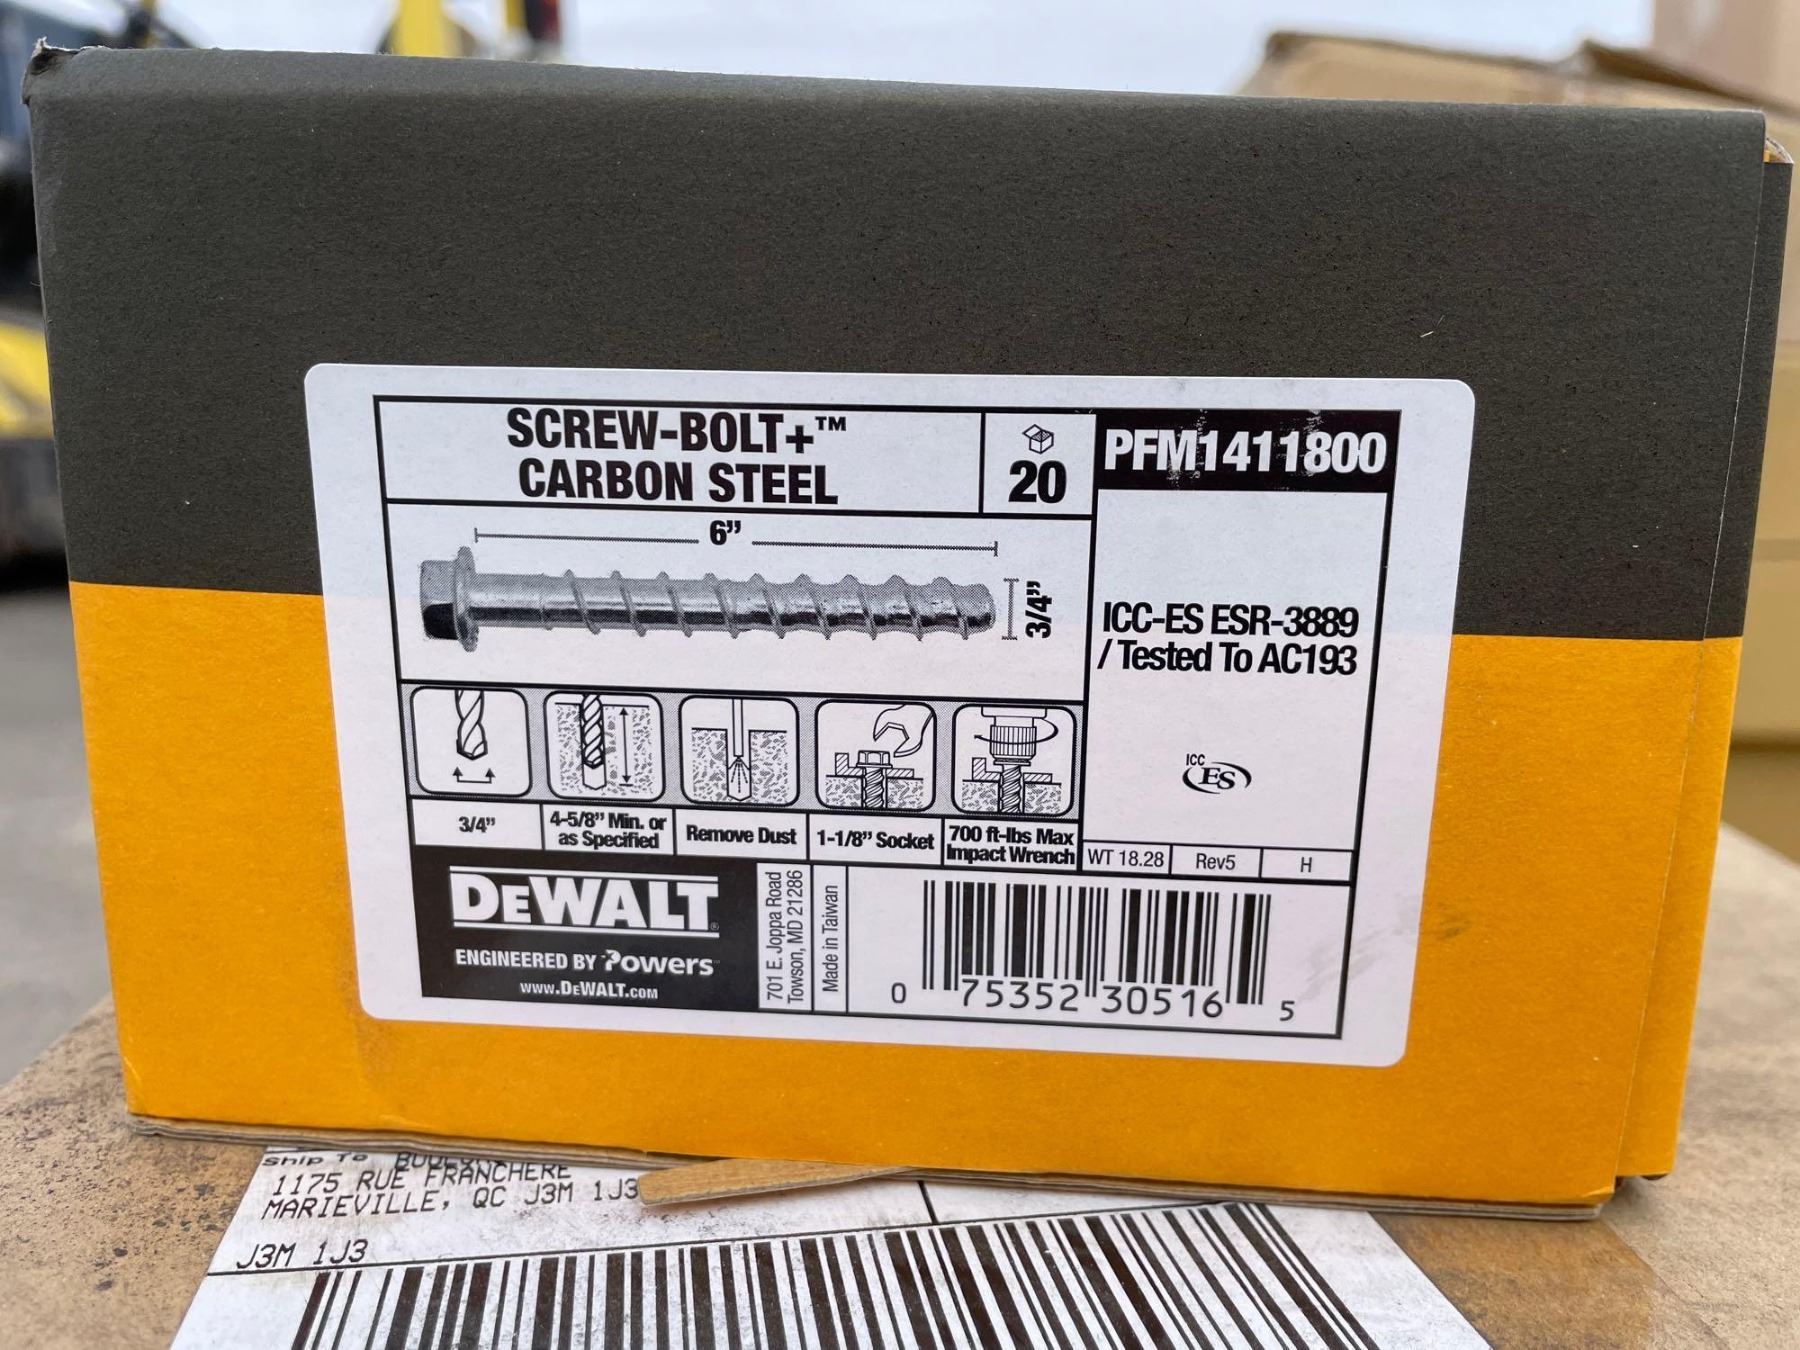 SCREW-BOLT+™
CARBON STEEL
20
PFM1411800
6”
3/4”
ICC-ES ESR-3889
/ Tested To AC193
ICC
ES
3/4”
4-5/8” Min. or
as Specified
Remove Dust
1-1/8” Socket
700 ft-lbs Max
Impact Wrench
WT 18.28
Rev5
H
DEWALT®
ENGINEERED BY Powers
www.DEWALT.com
701 E. Joppa Road
Towson, MD 21286
Made in Taiwan
0 75352 30516 5
Ship To
1175 RUE FRANCHERE
MARIEVILLE, QC J3M 1J3
J3M 1J3